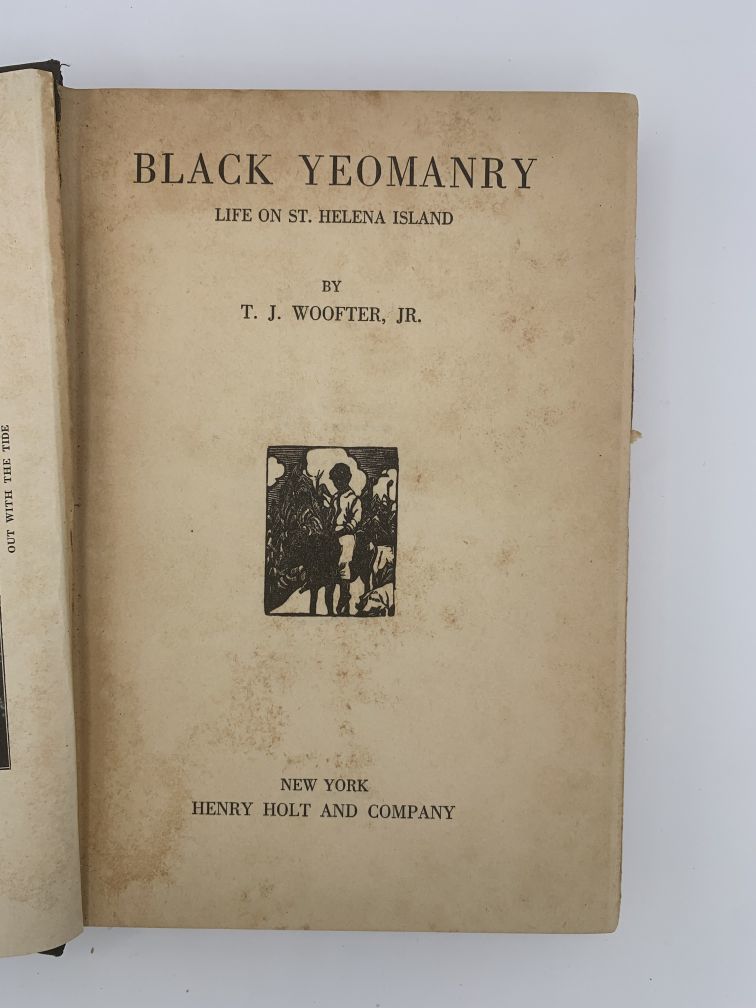 OUT WITH THE TIDE
BLACK YEOMANRY
LIFE ON ST. HELENA ISLAND
BY
T. J. WOOFTER, JR.
NEW YORK
HENRY HOLT AND COMPANY